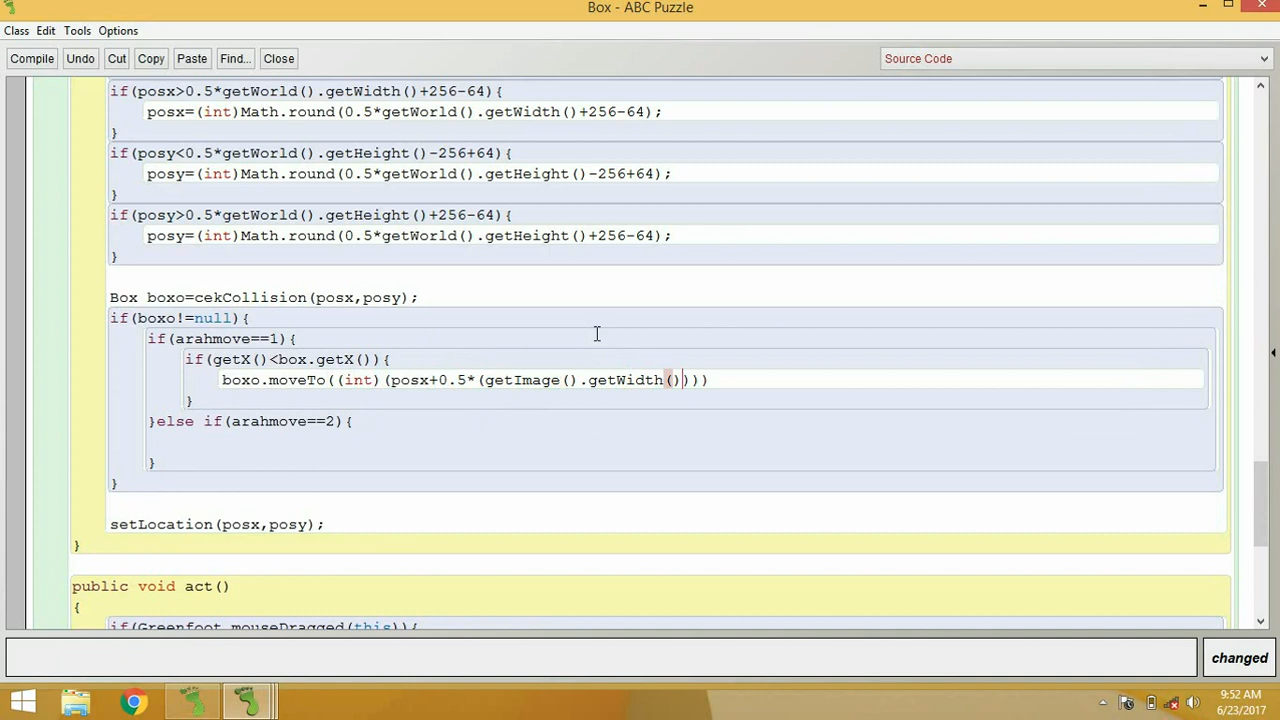 Box - ABC Puzzle
Class Edit Tools Options
Compile Undo Cut Copy Paste Find... Close Source Code
if(posx>0.5*getWorld().getWidth()+256-64){
posx=(int)Math.round(0.5*getWorld().getWidth()+256-64);
}
if(posy<0.5*getWorld().getHeight()-256+64){
posy=(int)Math.round(0.5*getWorld().getHeight()-256+64);
}
if(posy>0.5*getWorld().getHeight()+256-64){
posy=(int)Math.round(0.5*getWorld().getHeight()+256-64);
}
Box boxo=cekCollision(posx,posy);
if(boxo!=null){
if(arahmove==1){
if(getX()<box.getX()){
boxo.moveTo((int)(posx+0.5*(getImage().getWidth())))
}
}else if(arahmove==2){
}
}
setLocation(posx,posy);
}
public void act()
{
if(Greenfoot.mouseDragged(this)){
changed
9:52 AM
6/23/2017